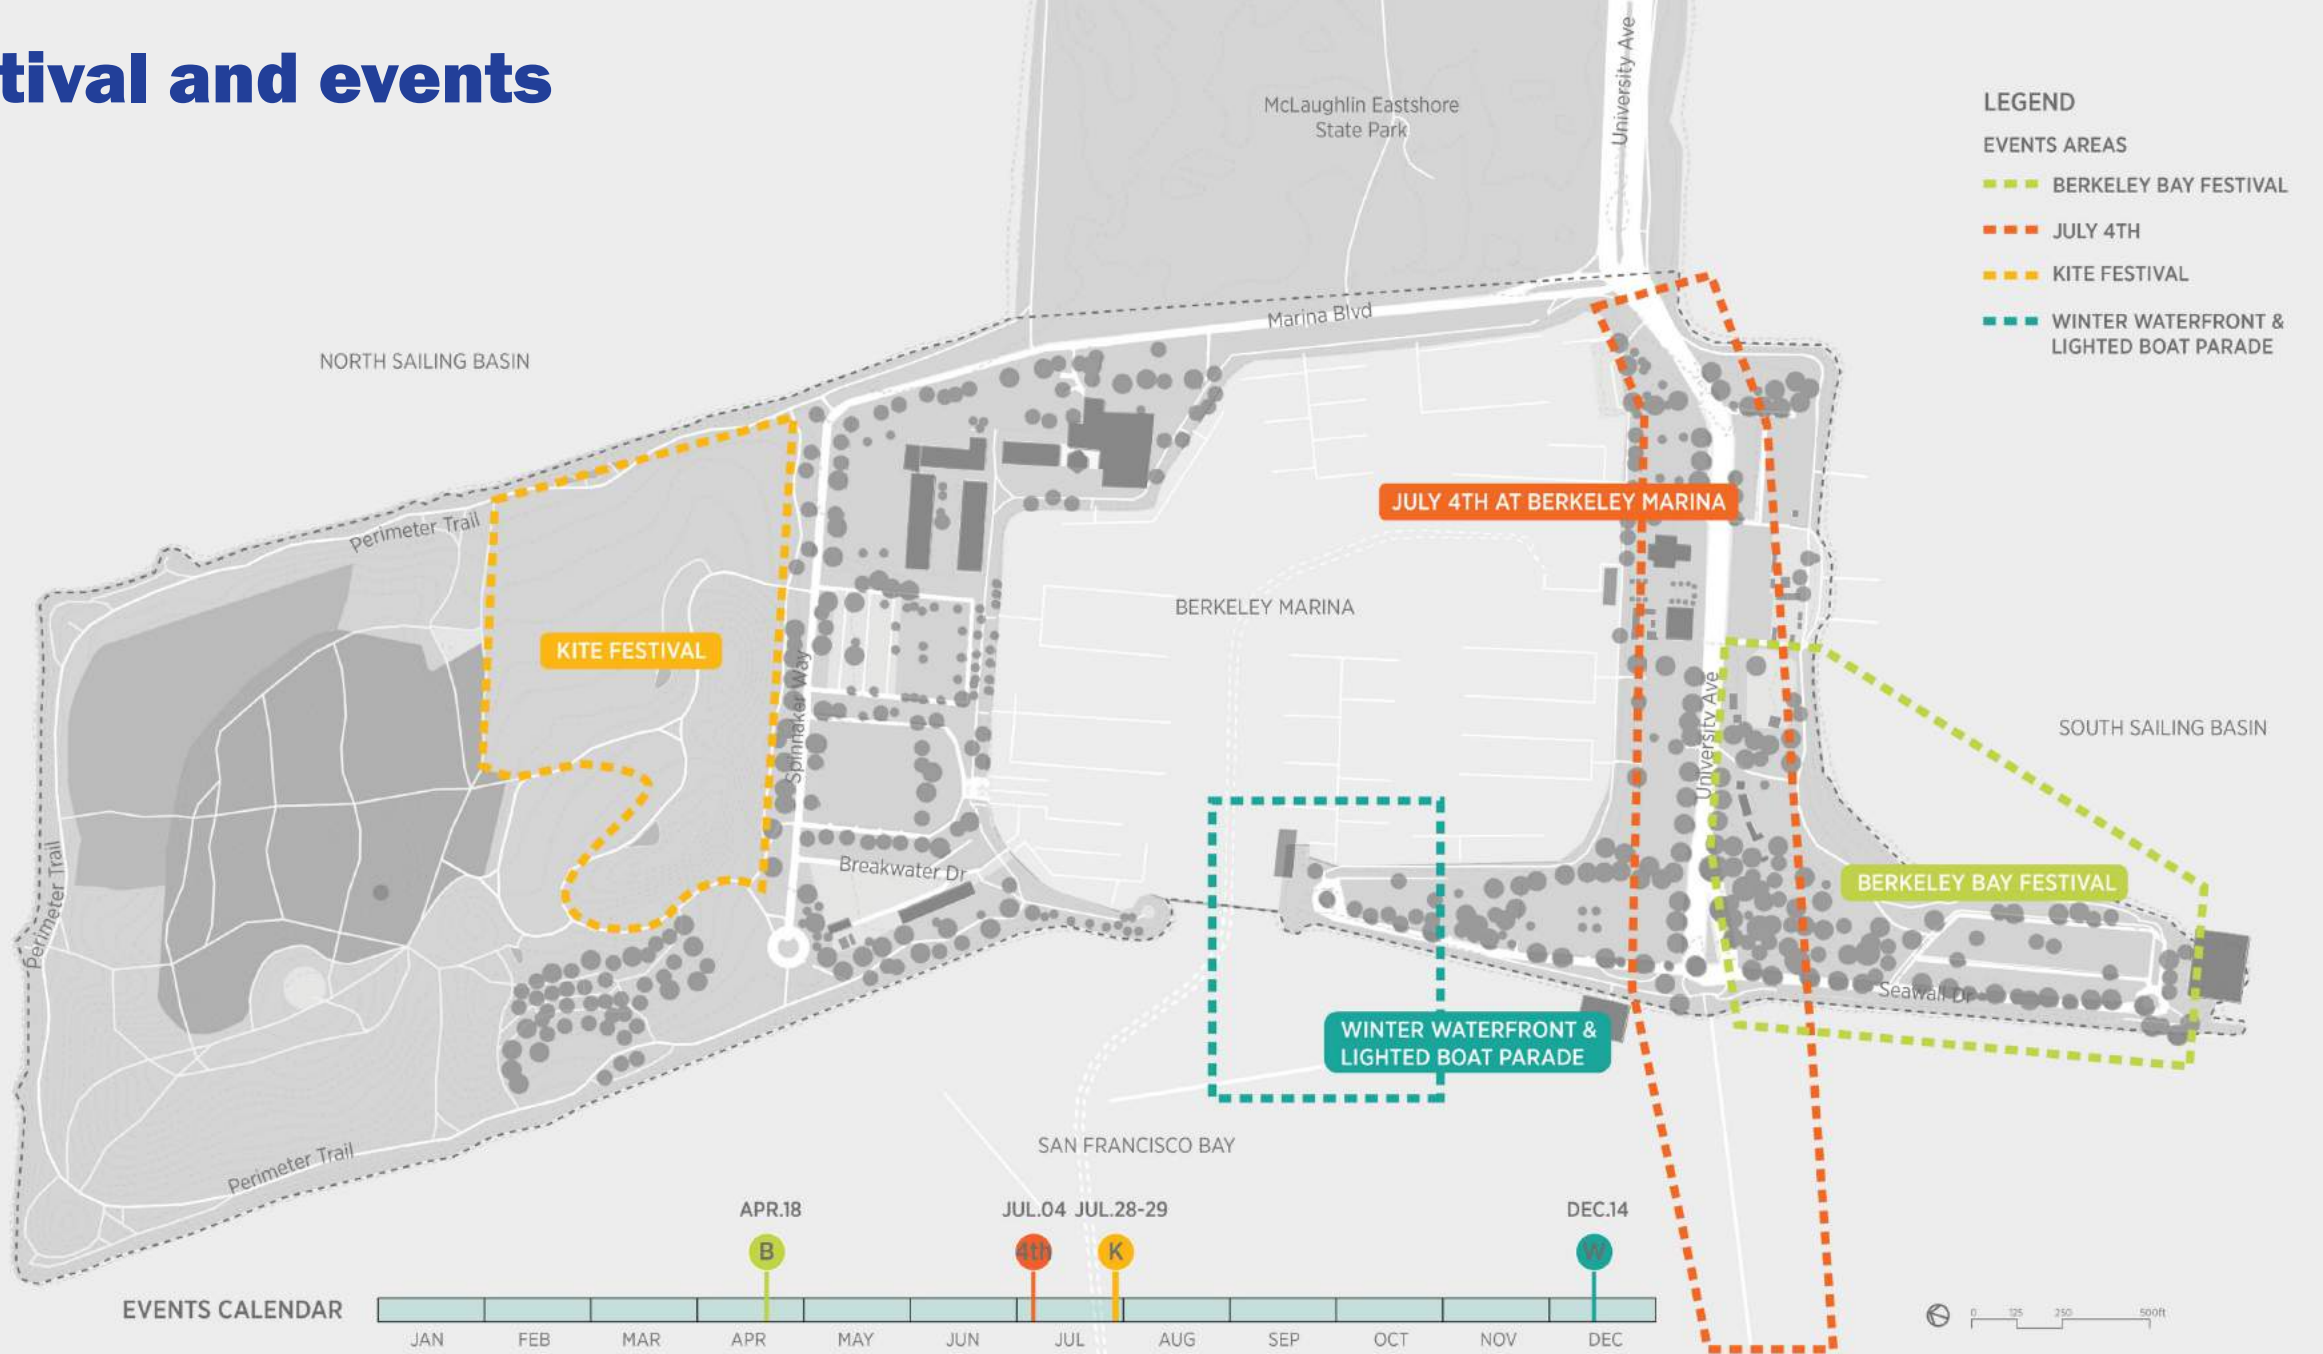 tival and events
University Ave
McLaughlin Eastshore
State Park
LEGEND
EVENTS AREAS
BERKELEY BAY FESTIVAL
JULY 4TH
KITE FESTIVAL
WINTER WATERFRONT &
LIGHTED BOAT PARADE
Marina Blvd
NORTH SAILING BASIN
Perimeter Trail
JULY 4TH AT BERKELEY MARINA
BERKELEY MARINA
KITE FESTIVAL
Spinnaker Way
University Ave
SOUTH SAILING BASIN
Breakwater Dr
BERKELEY BAY FESTIVAL
Perimeter Trail
Seawall Dr
WINTER WATERFRONT &
LIGHTED BOAT PARADE
SAN FRANCISCO BAY
Perimeter Trail
APR.18
JUL.04 JUL.28-29
DEC.14
B
4th
K
W
EVENTS CALENDAR
JAN FEB MAR APR MAY JUN JUL AUG SEP OCT NOV DEC
0 125 250 500ft